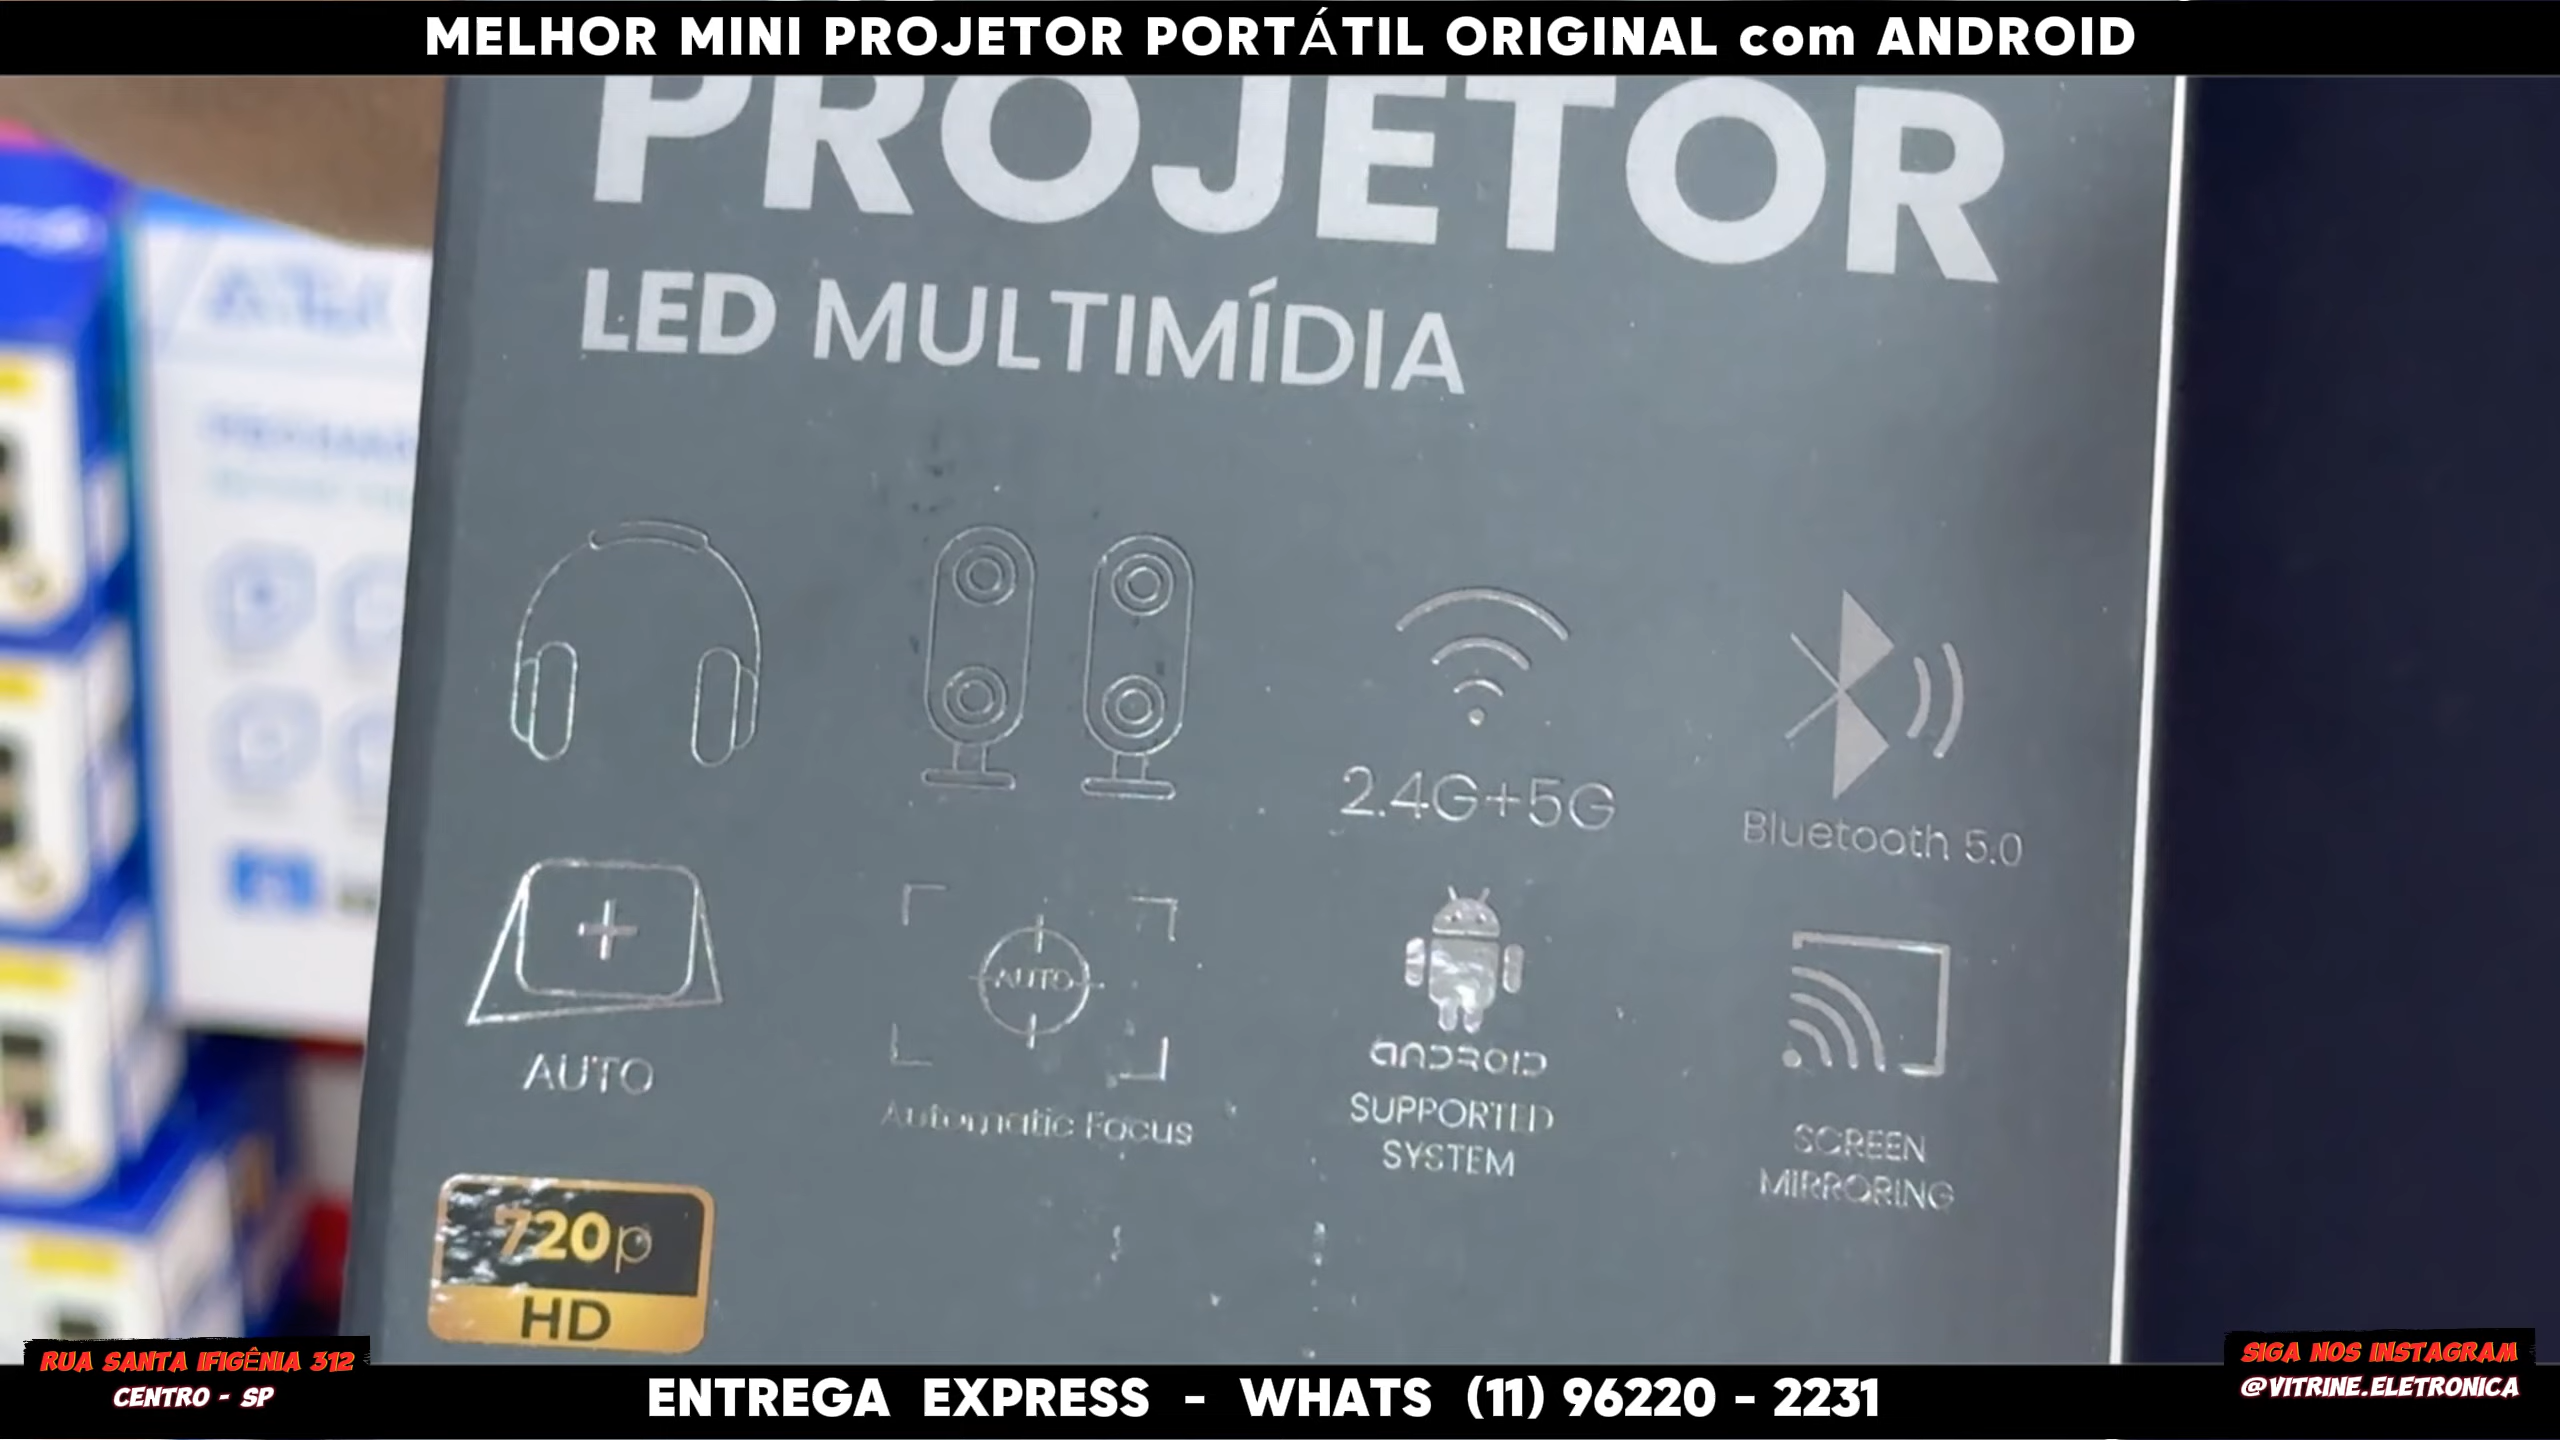 MELHOR MINI PROJETOR PORTÁTIL ORIGINAL com ANDROID
PROJETOR
LED MULTIMÍDIA
2.4G+5G
Bluetooth 5.0
AUTO
AUTO
Automatic Focus
ANDROID
SUPPORTED
SYSTEM
SCREEN
MIRRORING
720p
HD
RUA SANTA IFIGÊNIA 312
CENTRO - SP
ENTREGA EXPRESS - WHATS (11) 96220 - 2231
SIGA NOS INSTAGRAM
@VITRINE.ELETRONICA